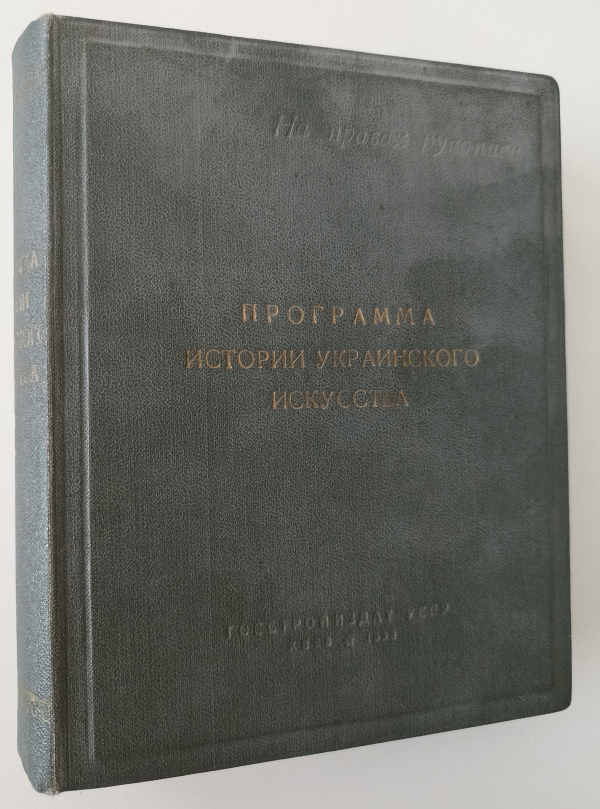 На правах рукописи
ПРОГРАММА
ИСТОРИИ УКРАИНСКОГО
ИСКУССТВА
ГОССТРОЙИЗДАТ УССР